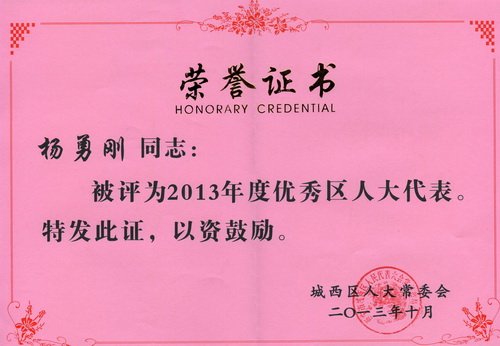 荣誉证书
HONORARY CREDENTIAL
杨勇刚 同志：
被评为2013年度优秀区人大代表。
特发此证，以资鼓励。
城西区人大常委会
二〇一三年十月